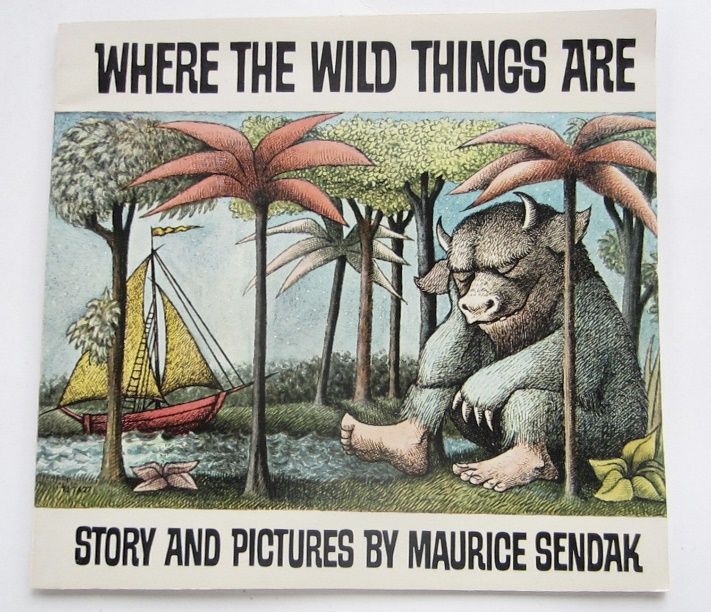 WHERE THE WILD THINGS ARE
STORY AND PICTURES BY MAURICE SENDAK